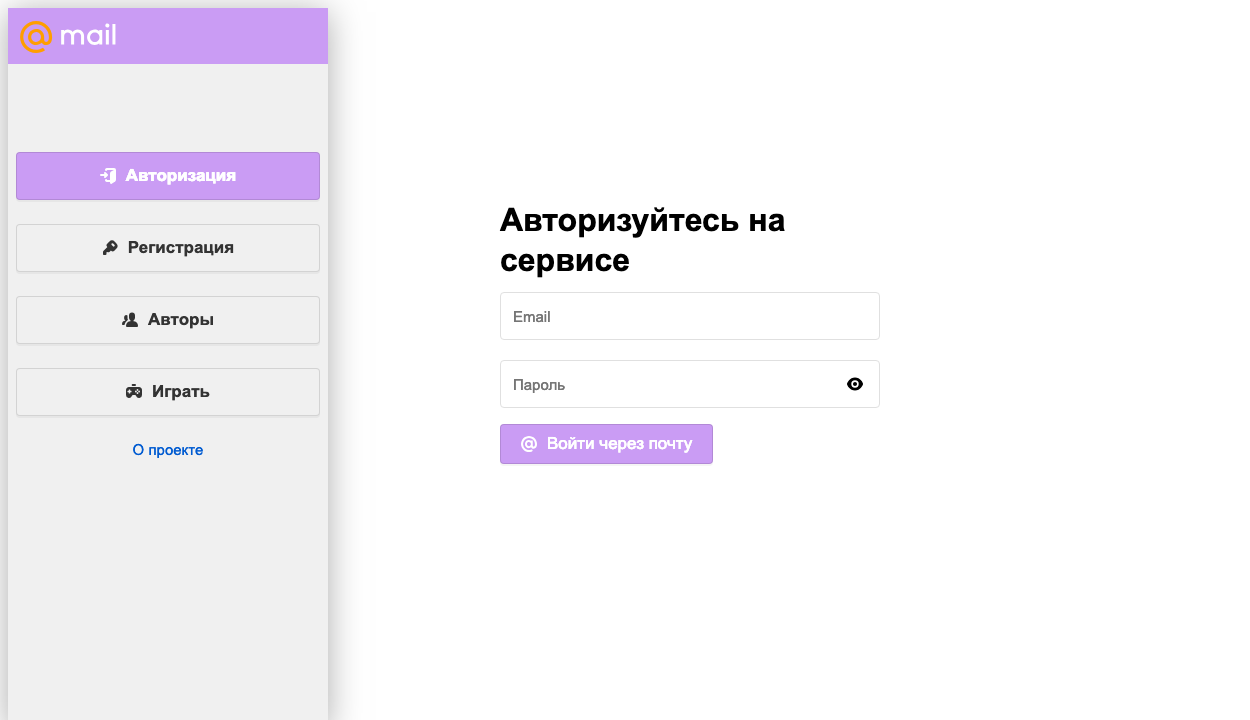 @ mail
Авторизация
Регистрация
Авторы
Играть
О проекте
Авторизуйтесь на
сервисе
Email
Пароль
@ Войти через почту